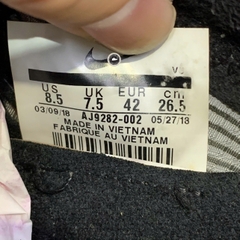 V
US UK EUR cm
8.5 7.5 42 26.5
03/09/18 AJ9282-002 05/27/18
MADE IN VIETNAM
FABRIQUE AU VIETNAM